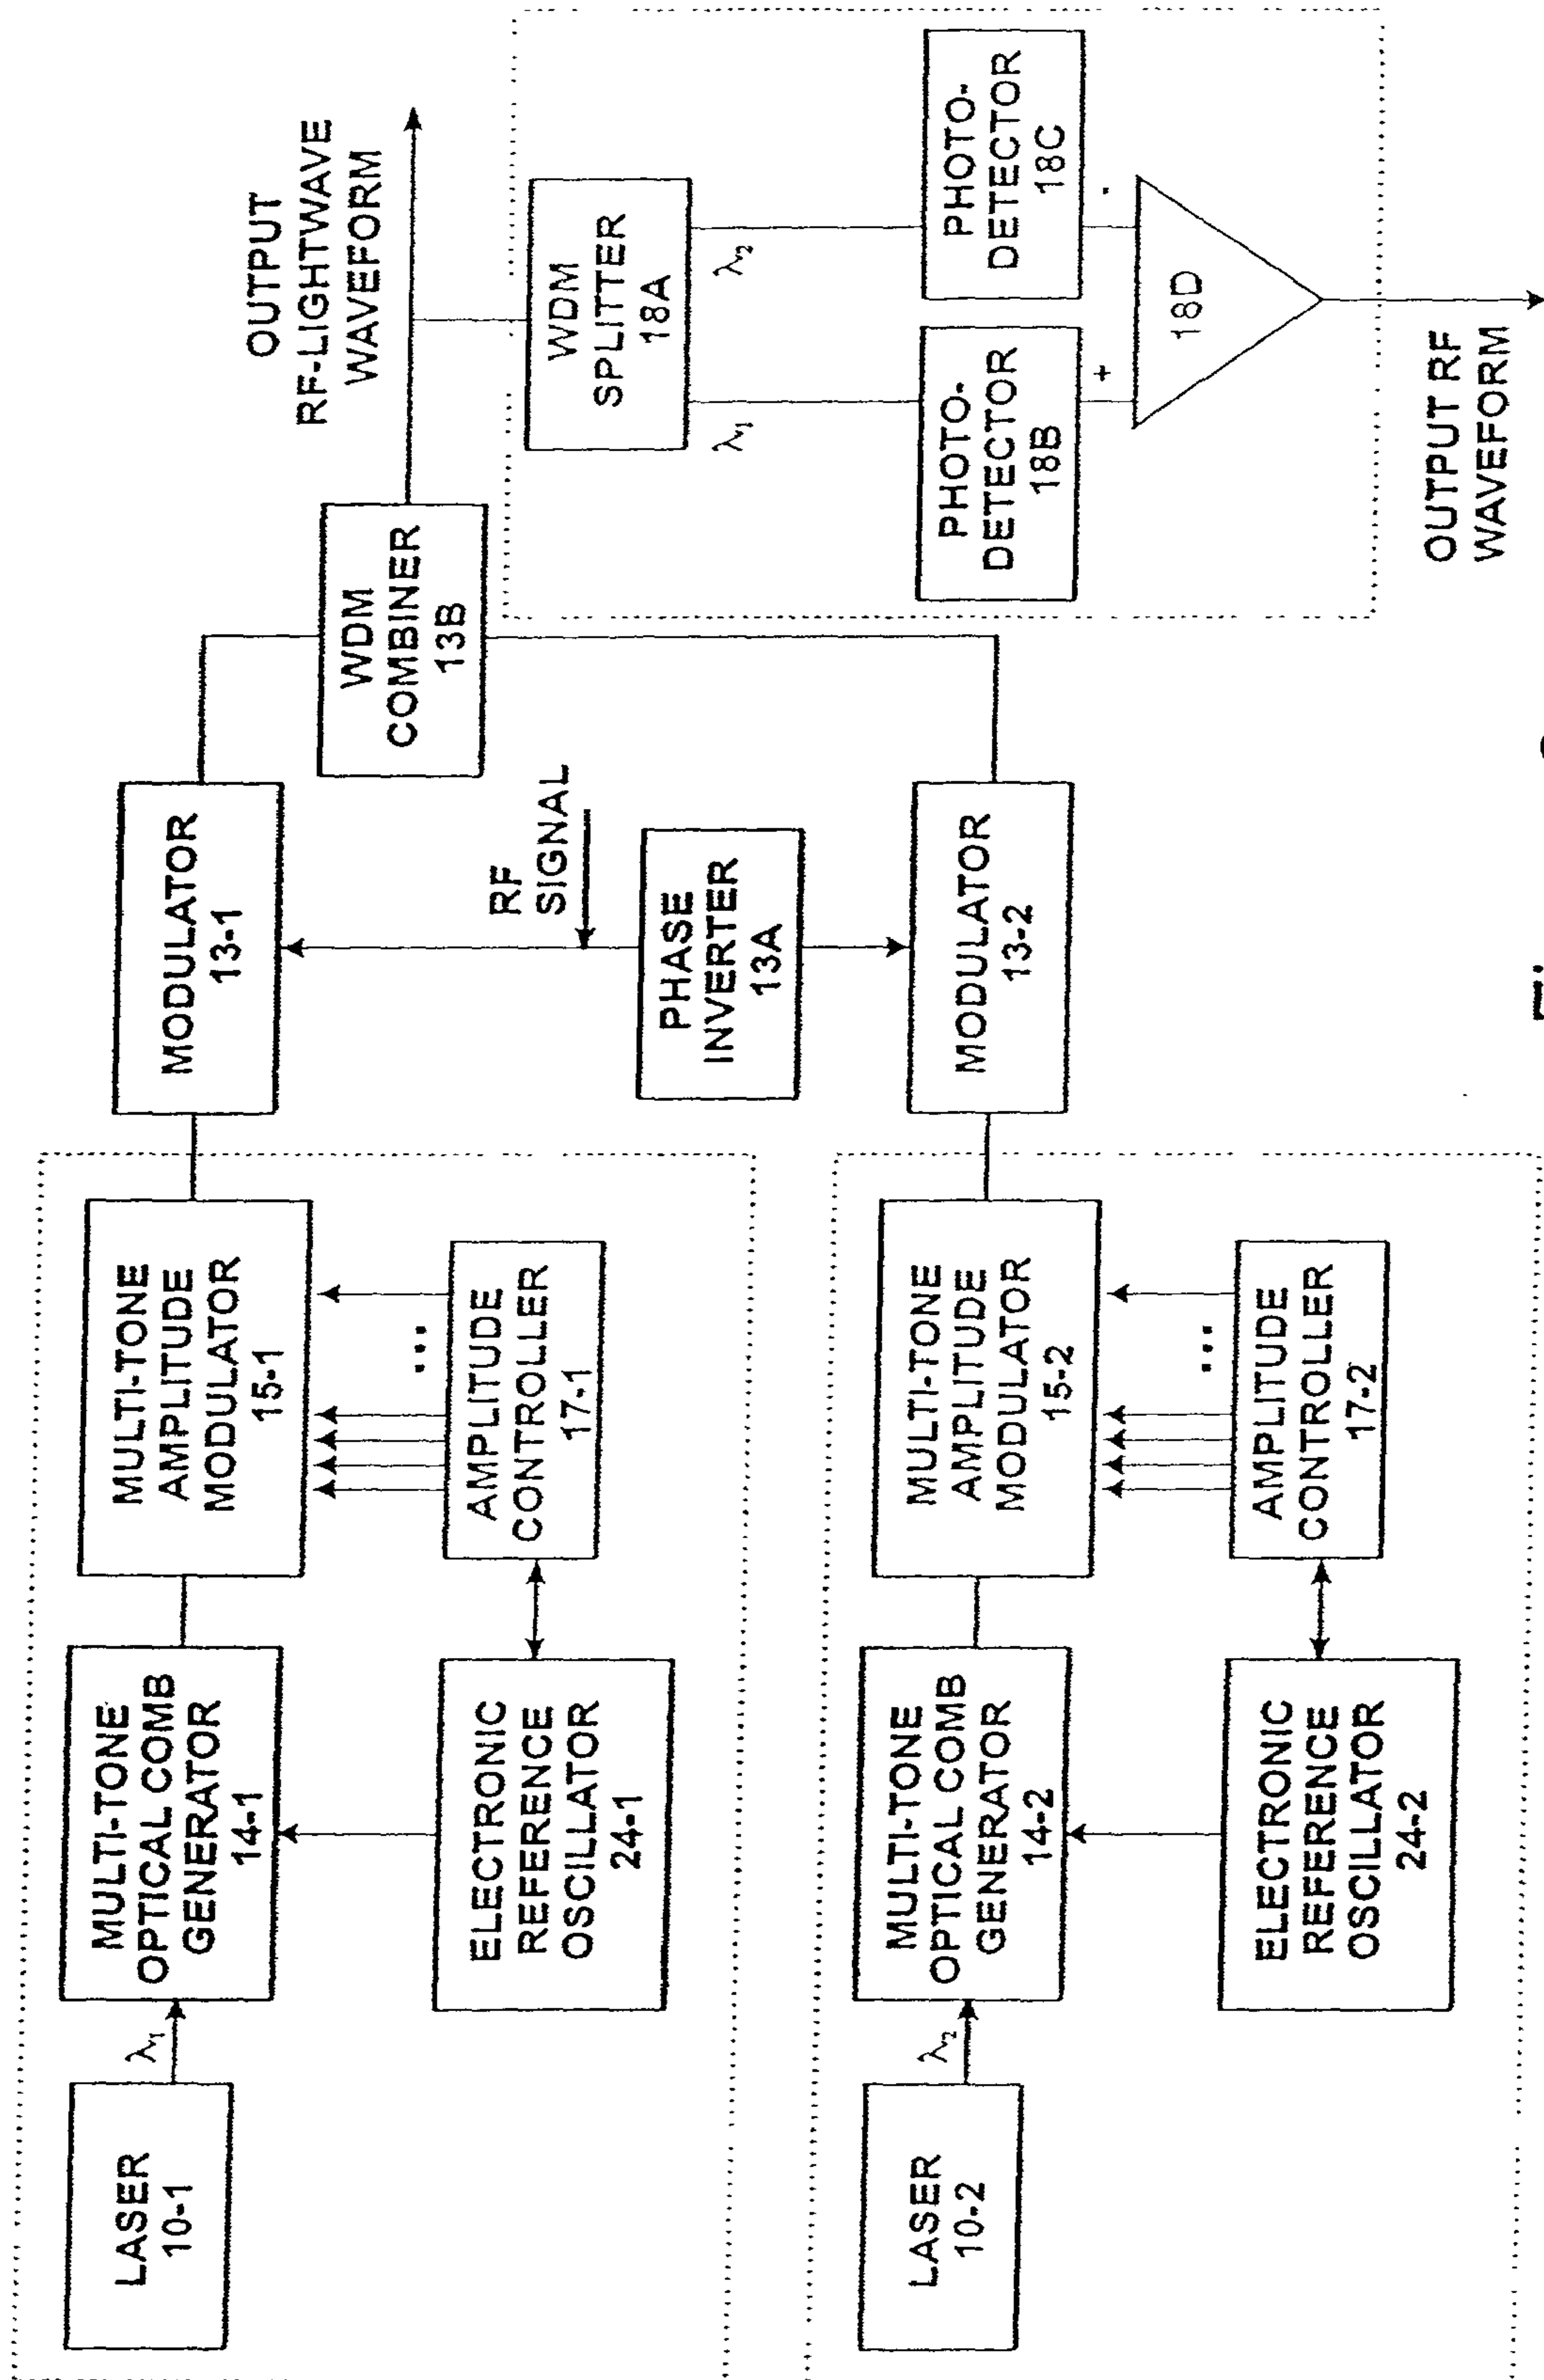 LASER
10-1
λ1
MULTI-TONE
OPTICAL COMB
GENERATOR
14-1
ELECTRONIC
REFERENCE
OSCILLATOR
24-1
MULTI-TONE
AMPLITUDE
MODULATOR
15-1
...
AMPLITUDE
CONTROLLER
17-1
MODULATOR
13-1
RF
SIGNAL
PHASE
INVERTER
13A
LASER
10-2
λ2
MULTI-TONE
OPTICAL COMB
GENERATOR
14-2
ELECTRONIC
REFERENCE
OSCILLATOR
24-2
MULTI-TONE
AMPLITUDE
MODULATOR
15-2
...
AMPLITUDE
CONTROLLER
17-2
MODULATOR
13-2
WDM
COMBINER
13B
OUTPUT
RF-LIGHTWAVE
WAVEFORM
WDM
SPLITTER
18A
λ1
λ2
PHOTO-
DETECTOR
18B
PHOTO-
DETECTOR
18C
+
-
18D
OUTPUT RF
WAVEFORM